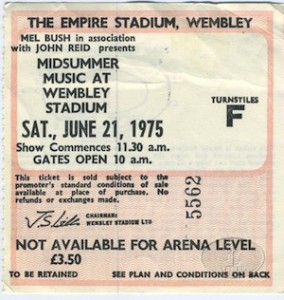 THE EMPIRE STADIUM, WEMBLEY
MEL BUSH in association
with JOHN REID presents
MIDSUMMER
MUSIC AT
WEMBLEY
STADIUM
TURNSTILES
F
SAT., JUNE 21, 1975
Show Commences 11.30 a.m.
GATES OPEN 10 a.m.
This ticket is sold subject to the
promoter's standard conditions of sale
available at place of purchase. No
refunds or exchanges made.
CHAIRMAN:
WEMBLEY STADIUM LTD
5562
NOT AVAILABLE FOR ARENA LEVEL
£3.50
TO BE RETAINED SEE PLAN AND CONDITIONS ON BACK